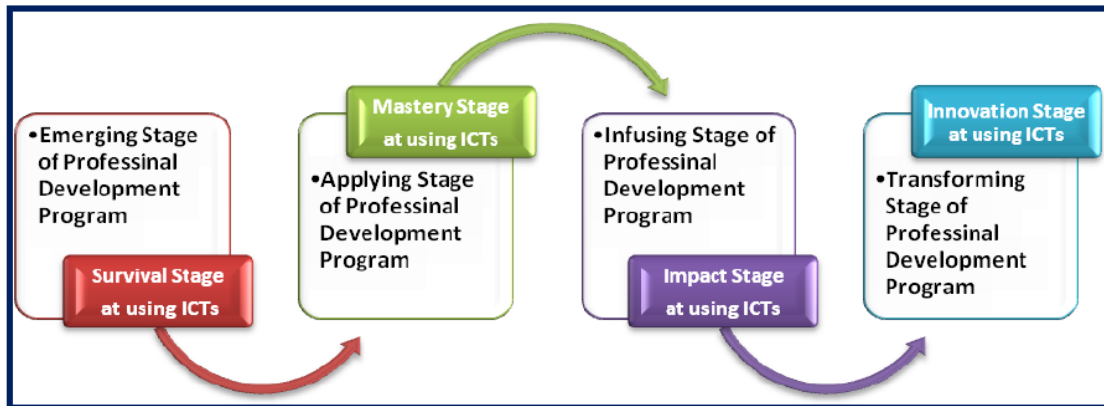 •Emerging Stage
of Professinal
Development
Program
Survival Stage
at using ICTs
Mastery Stage
at using ICTs
•Applying Stage
of Professinal
Development
Program
•Infusing Stage of
Professinal
Development
Program
Impact Stage
at using ICTs
Innovation Stage
at using ICTs
•Transforming
Stage of
Professinal
Development
Program